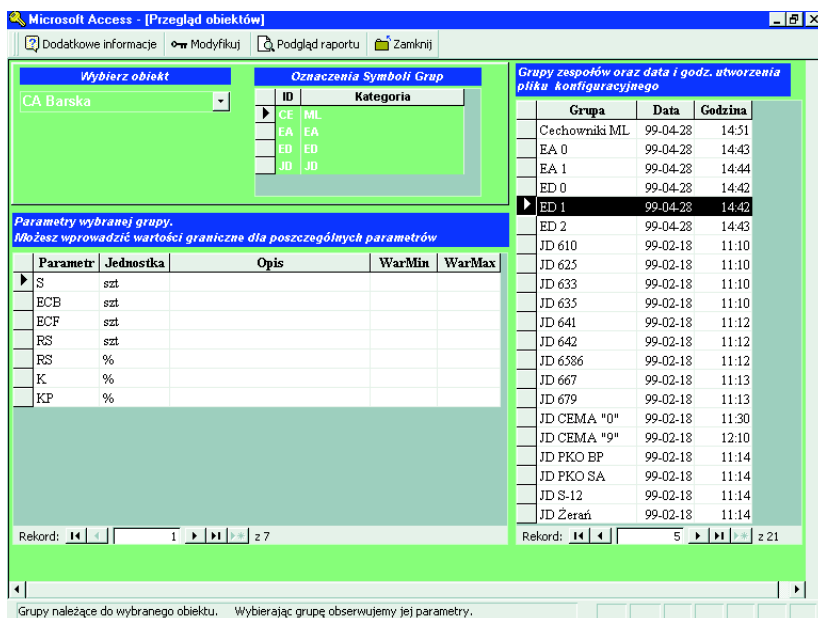 Microsoft Access - [Przegląd obiektów]
Dodatkowe informacje Modyfikuj Podgląd raportu Zamknij
Wybierz obiekt
CA Barska
Oznaczenia Symboli Grup
ID Kategoria
CE ML
EA EA
ED ED
JD JD
Grupy zespołów oraz data i godz. utworzenia
pliku konfiguracyjnego
Grupa Data Godzina
Cechowniki ML 99-04-28 14:51
EA 0 99-04-28 14:43
EA 1 99-04-28 14:44
ED 0 99-04-28 14:42
ED 1 99-04-28 14:42
ED 2 99-04-28 14:43
JD 610 99-02-18 11:10
JD 625 99-02-18 11:10
JD 633 99-02-18 11:10
JD 635 99-02-18 11:10
JD 641 99-02-18 11:12
JD 642 99-02-18 11:12
JD 6586 99-02-18 11:12
JD 667 99-02-18 11:13
JD 679 99-02-18 11:13
JD CEMA "0" 99-02-18 11:30
JD CEMA "9" 99-02-18 12:10
JD PKO BP 99-02-18 11:14
JD PKO SA 99-02-18 11:14
JD S-12 99-02-18 11:14
JD Żerań 99-02-18 11:14
Rekord: 5 z 21
Parametry wybranej grupy.
Możesz wprowadzić wartości graniczne dla poszczególnych parametrów
Parametr Jednostka Opis WarMin WarMax
S szt
ECB szt
ECF szt
RS szt
RS %
K %
KP %
Rekord: 1 z 7
Grupy należące do wybranego obiektu. Wybierając grupę obserwujemy jej parametry.